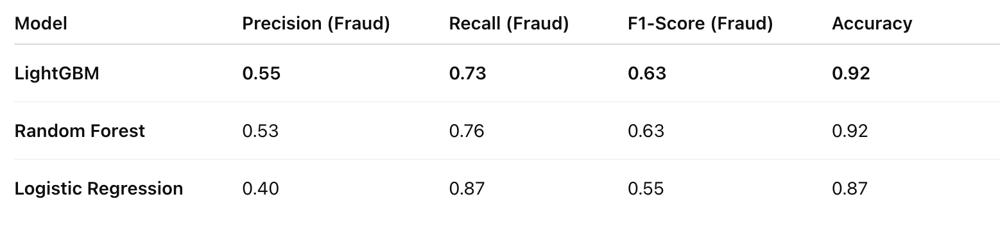 Model Precision (Fraud) Recall (Fraud) F1-Score (Fraud) Accuracy
LightGBM 0.55 0.73 0.63 0.92
Random Forest 0.53 0.76 0.63 0.92
Logistic Regression 0.40 0.87 0.55 0.87